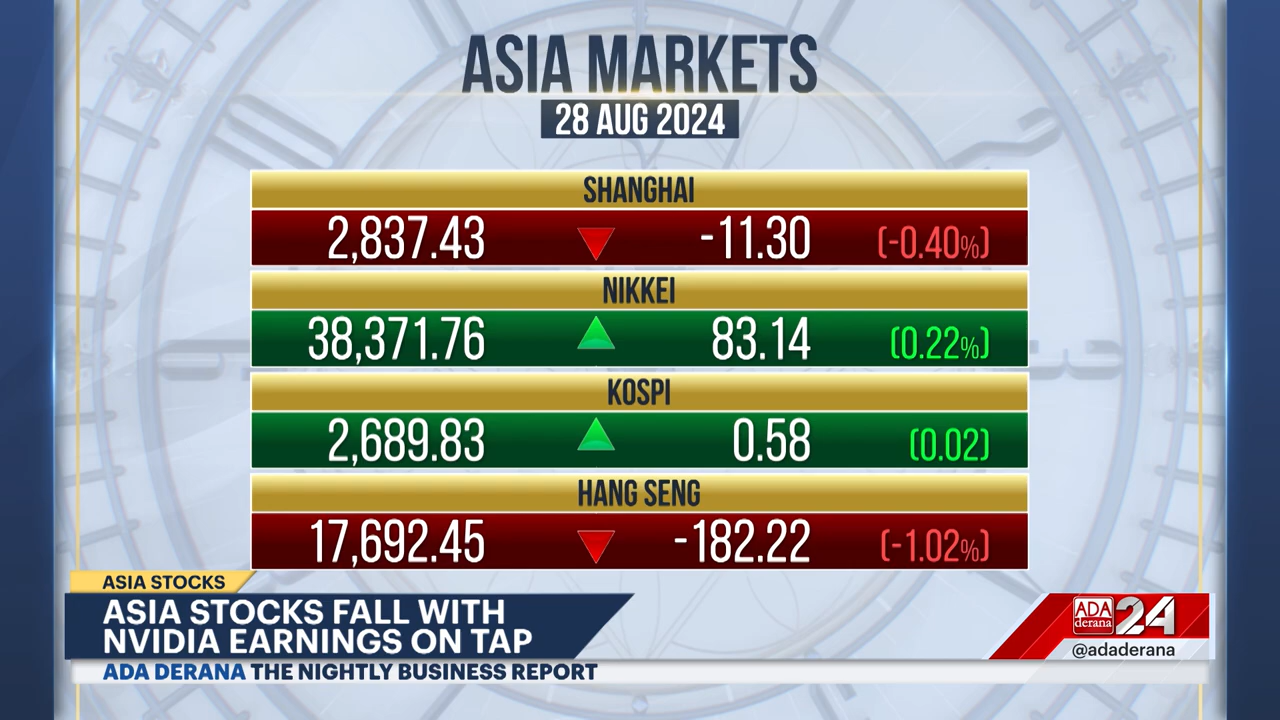 ASIA MARKETS
28 AUG 2024
SHANGHAI
2,837.43 -11.30 (-0.40%)
NIKKEI
38,371.76 83.14 (0.22%)
KOSPI
2,689.83 0.58 (0.02)
HANG SENG
17,692.45 -182.22 (-1.02%)
ASIA STOCKS
ASIA STOCKS FALL WITH
NVIDIA EARNINGS ON TAP
ADA DERANA THE NIGHTLY BUSINESS REPORT
ADA
derana 24
@adaderana